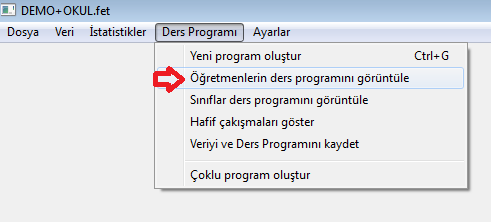 DEMO+OKUL.fet
Dosya Veri İstatistikler Ders Programı Ayarlar
Yeni program oluştur Ctrl+G
Öğretmenlerin ders programını görüntüle
Sınıflar ders programını görüntüle
Hafif çakışmaları göster
Veriyi ve Ders Programını kaydet
Çoklu program oluştur